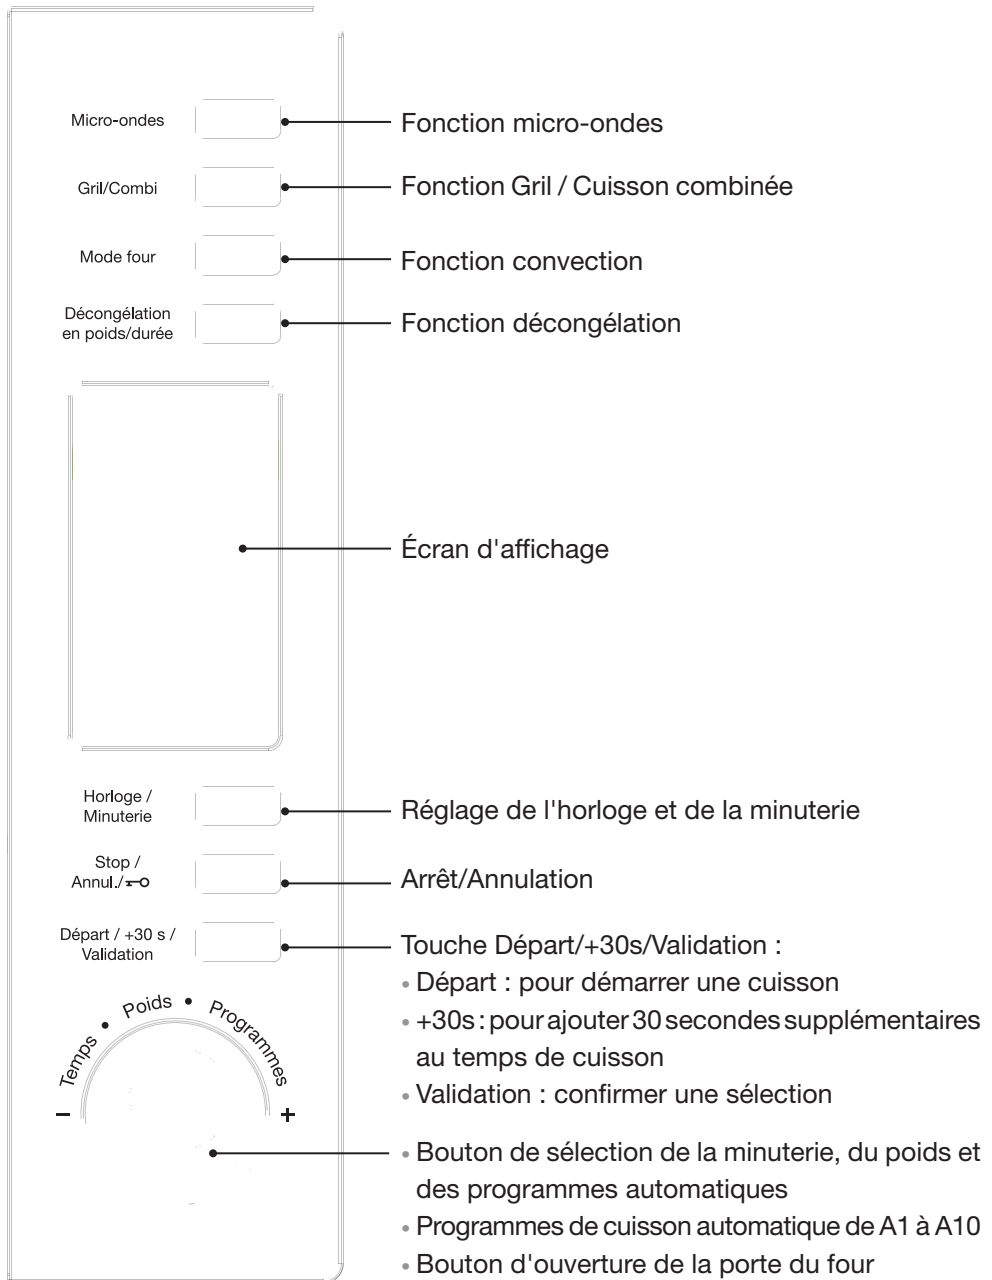 Micro-ondes
Fonction micro-ondes
Gril/Combi
Fonction Gril / Cuisson combinée
Mode four
Fonction convection
Décongélation
en poids/durée
Fonction décongélation
Écran d'affichage
Horloge /
Minuterie
Réglage de l'horloge et de la minuterie
Stop /
Annul./
Arrêt/Annulation
Départ / +30 s /
Validation
Touche Départ/+30s/Validation :
• Départ : pour démarrer une cuisson
• +30s : pour ajouter 30 secondes supplémentaires
au temps de cuisson
• Validation : confirmer une sélection
Temps • Poids • Programmes
– +
• Bouton de sélection de la minuterie, du poids et
des programmes automatiques
• Programmes de cuisson automatique de A1 à A10
• Bouton d'ouverture de la porte du four